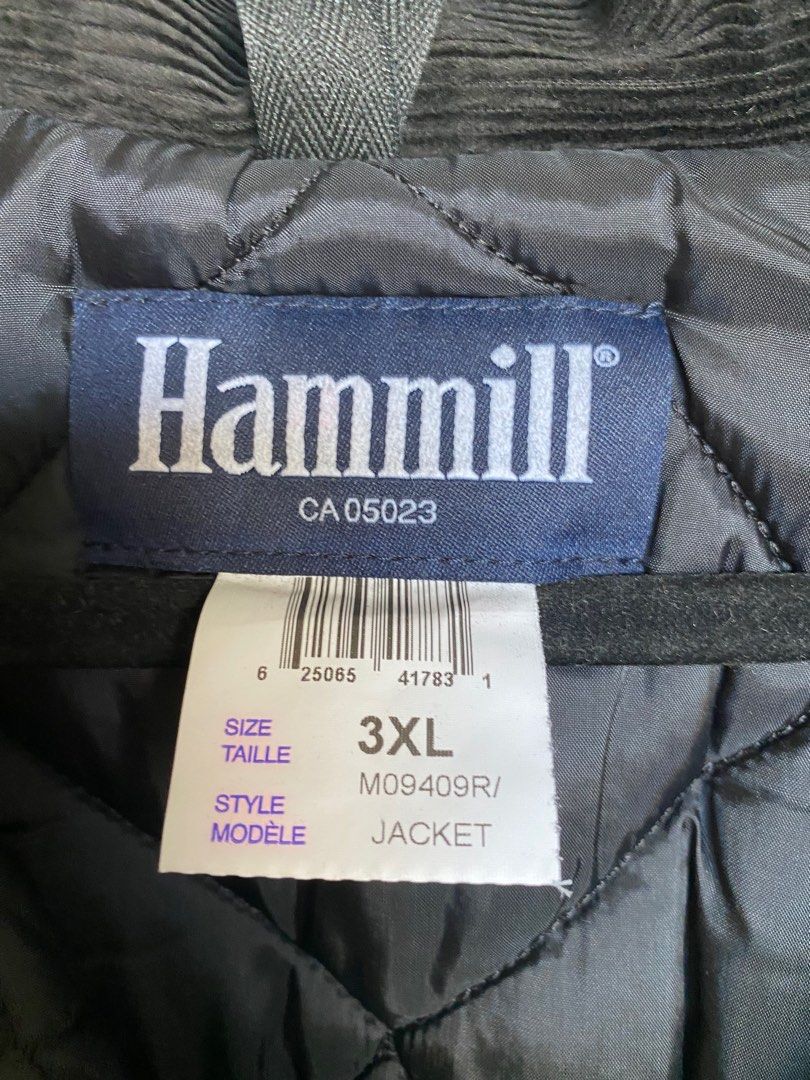 Hammill®
CA 05023
6 25065 41783 1
SIZE
TAILLE
3XL
M09409R/
STYLE
MODÈLE
JACKET